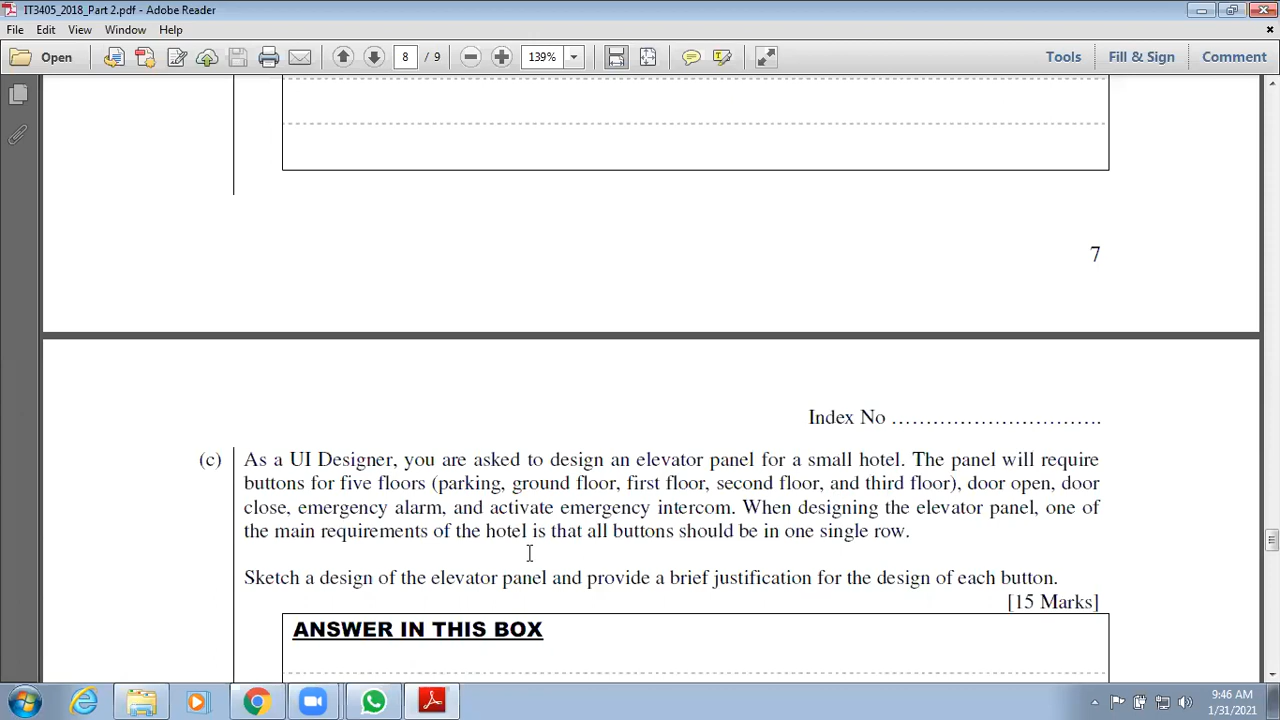 IT3405_2018_Part 2.pdf - Adobe Reader
File Edit View Window Help
Open 8 / 9 139% Tools Fill & Sign Comment
7
Index No ………………………….
(c) As a UI Designer, you are asked to design an elevator panel for a small hotel. The panel will require
buttons for five floors (parking, ground floor, first floor, second floor, and third floor), door open, door
close, emergency alarm, and activate emergency intercom. When designing the elevator panel, one of
the main requirements of the hotel is that all buttons should be in one single row.
Sketch a design of the elevator panel and provide a brief justification for the design of each button.
[15 Marks]
ANSWER IN THIS BOX
9:46 AM
1/31/2021